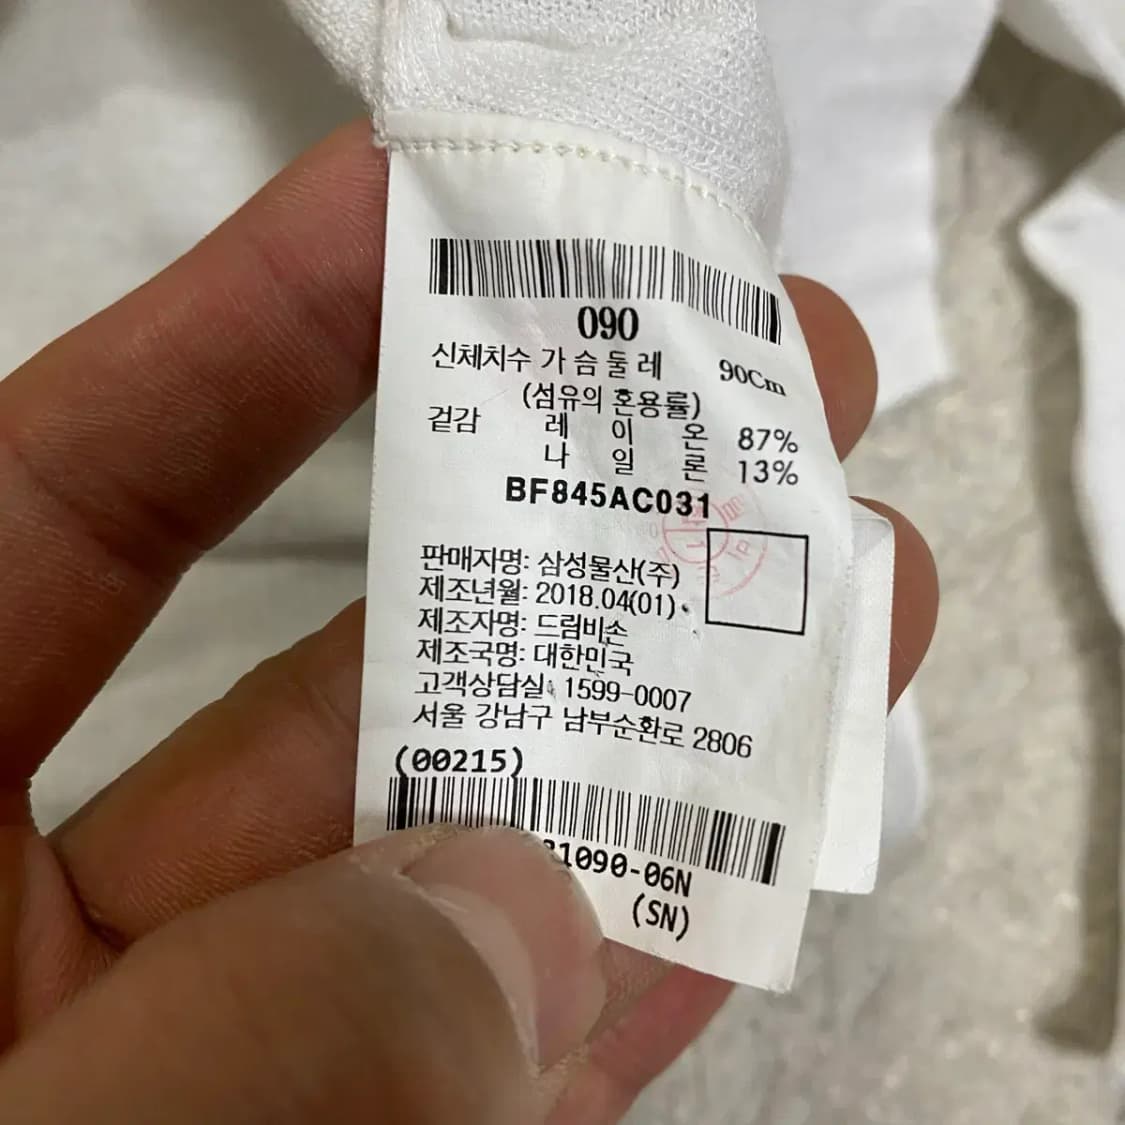 090
신체치수 가슴둘레 90Cm
(섬유의 혼용률)
겉감 레이온 87%
나일론 13%
BF845AC031
판매자명: 삼성물산(주)
제조년월: 2018.04(01)
제조자명: 드림비손
제조국명: 대한민국
고객상담실: 1599-0007
서울 강남구 남부순환로 2806
(00215)
1090-06N
(SN)